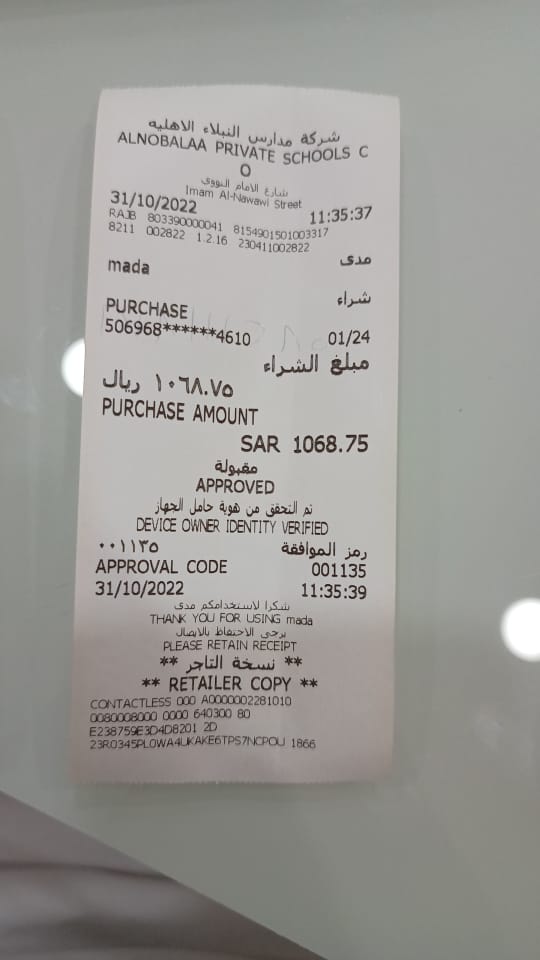 شركة مدارس النبلاء الاهليه
ALNOBALAA PRIVATE SCHOOLS C
O
شارع الامام النووي
Imam Al-Nawawi Street
31/10/2022 11:35:37
RAJB 803390000041 8154901501003317
8211 002822 1.2.16 230411002822
مدى
mada
شراء
PURCHASE
506968******4610 01/24
مبلغ الشراء
١٠٦٨.٧٥ ريال
PURCHASE AMOUNT
SAR 1068.75
مقبولة
APPROVED
تم التحقق من هوية حامل الجهاز
DEVICE OWNER IDENTITY VERIFIED
رمز الموافقة ٠٠١١٣٥
APPROVAL CODE 001135
31/10/2022 11:35:39
شكرا لاستخدامكم مدى
THANK YOU FOR USING mada
يرجى الاحتفاظ بالايصال
PLEASE RETAIN RECEIPT
** نسخة التاجر **
** RETAILER COPY **
CONTACTLESS 000 A0000002281010
0080008000 0000 640300 80
E238759E3D4D8201 2D
23R0345PL0WA4UKAKE6TPS7NCPOU 1866